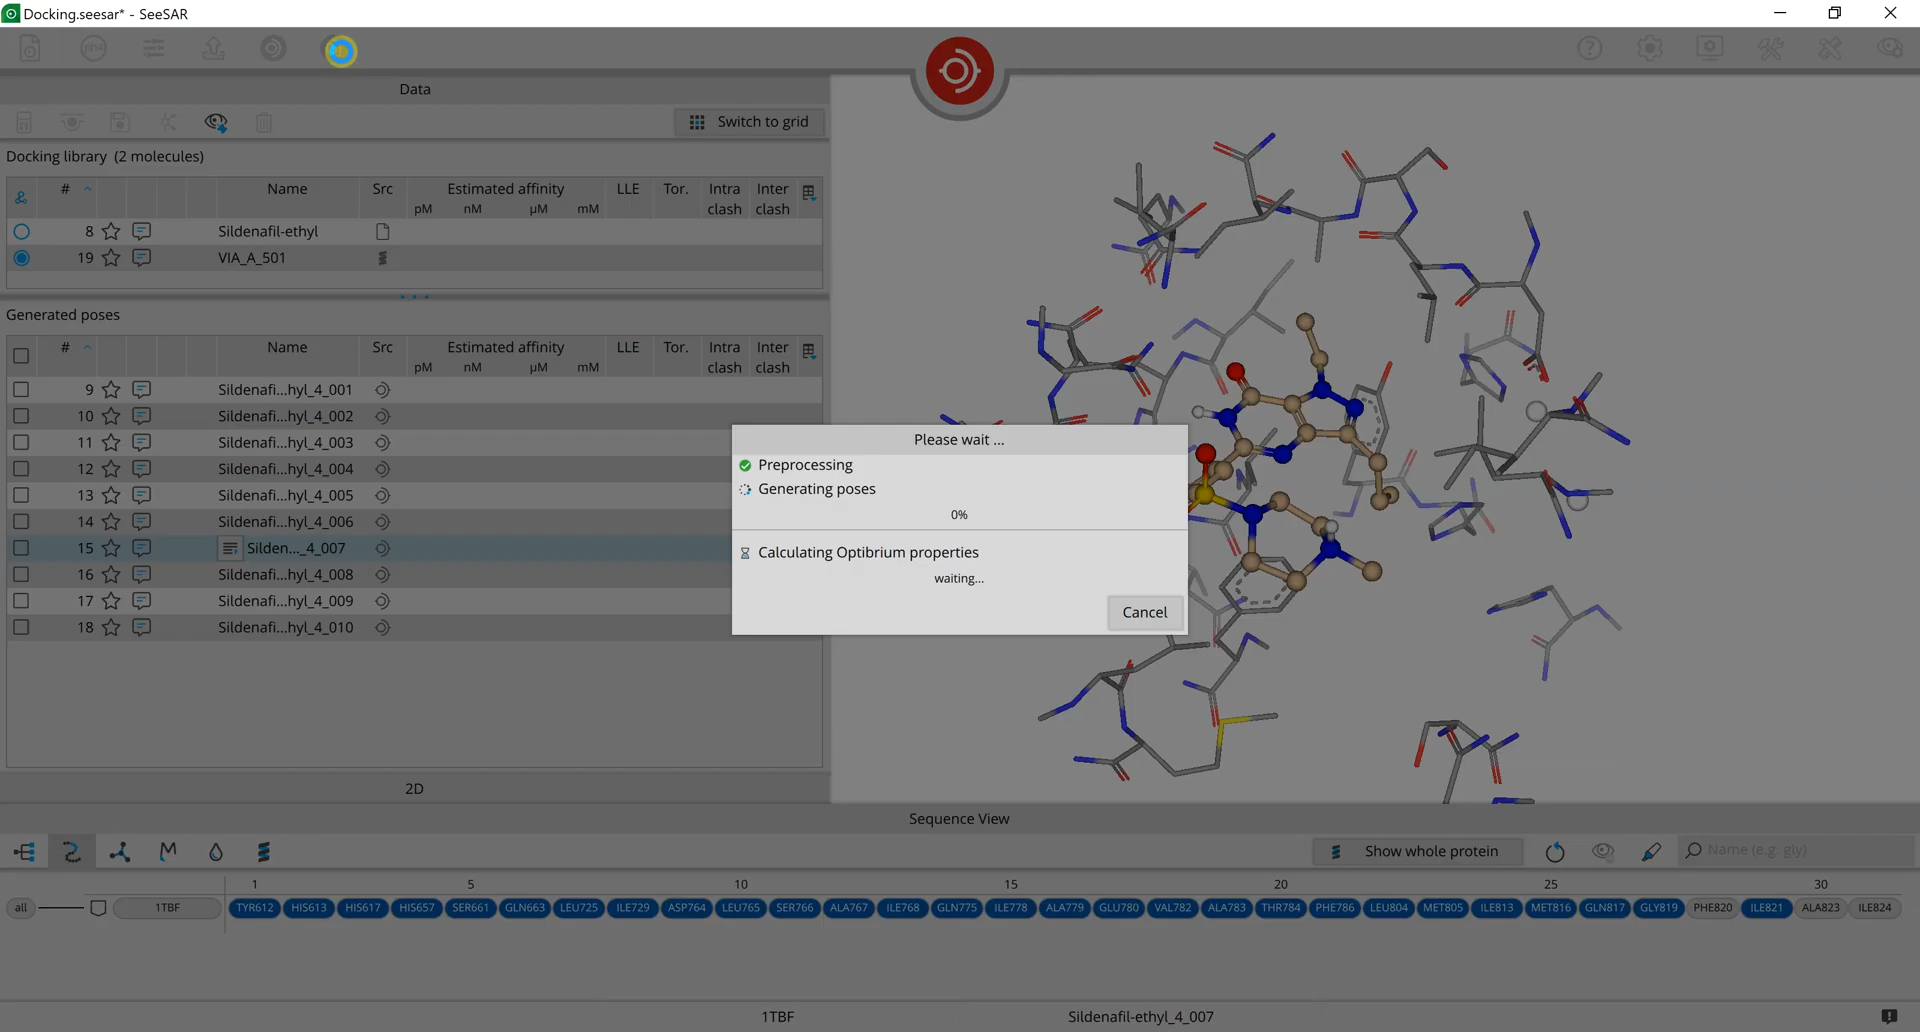 Docking.seesar* - SeeSAR
pH4
Data
Switch to grid
Docking library (2 molecules)
# Name Src Estimated affinity LLE Tor. Intra clash Inter clash
pM nM µM mM
8 Sildenafil-ethyl
19 VIA_A_501
Generated poses
# Name Src Estimated affinity LLE Tor. Intra clash Inter clash
pM nM µM mM
9 Sildenafi...hyl_4_001
10 Sildenafi...hyl_4_002
11 Sildenafi...hyl_4_003
12 Sildenafi...hyl_4_004
13 Sildenafi...hyl_4_005
14 Sildenafi...hyl_4_006
15 Silden..._4_007
16 Sildenafi...hyl_4_008
17 Sildenafi...hyl_4_009
18 Sildenafi...hyl_4_010
Please wait ...
Preprocessing
Generating poses
0%
Calculating Optibrium properties
waiting...
Cancel
2D
Sequence View
Show whole protein
Name (e.g. gly)
1 5 10 15 20 25 30
all 1TBF TYR612 HIS613 HIS617 HIS657 SER661 GLN663 LEU725 ILE729 ASP764 LEU765 SER766 ALA767 ILE768 GLN775 ILE778 ALA779 GLU780 VAL782 ALA783 THR784 PHE786 LEU804 MET805 ILE813 MET816 GLN817 GLY819 PHE820 ILE821 ALA823 ILE824
1TBF
Sildenafil-ethyl_4_007